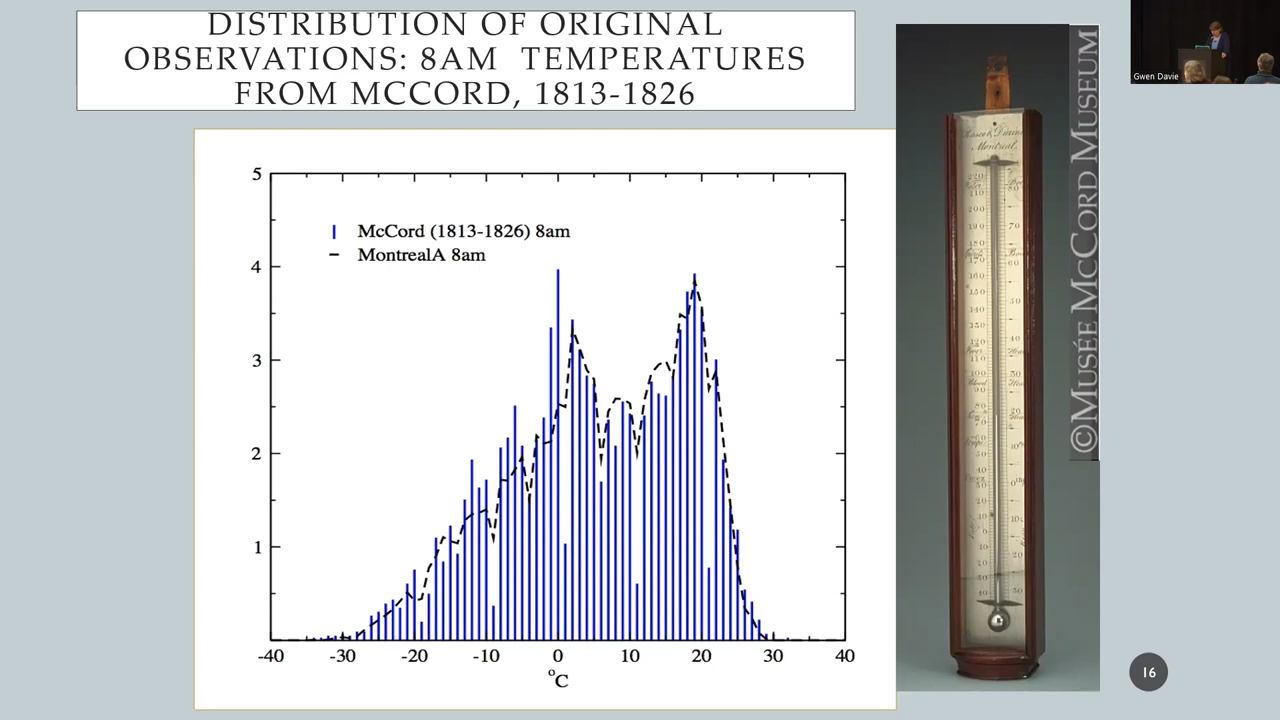 DISTRIBUTION OF ORIGINAL
OBSERVATIONS: 8AM TEMPERATURES
FROM MCCORD, 1813-1826
Gwen Davie
5
4
3
2
1
McCord (1813-1826) 8am
MontrealA 8am
-40 -30 -20 -10 0 10 20 30 40
°C
Montreal.
©MUSÉE MCCORD MUSEUM
16